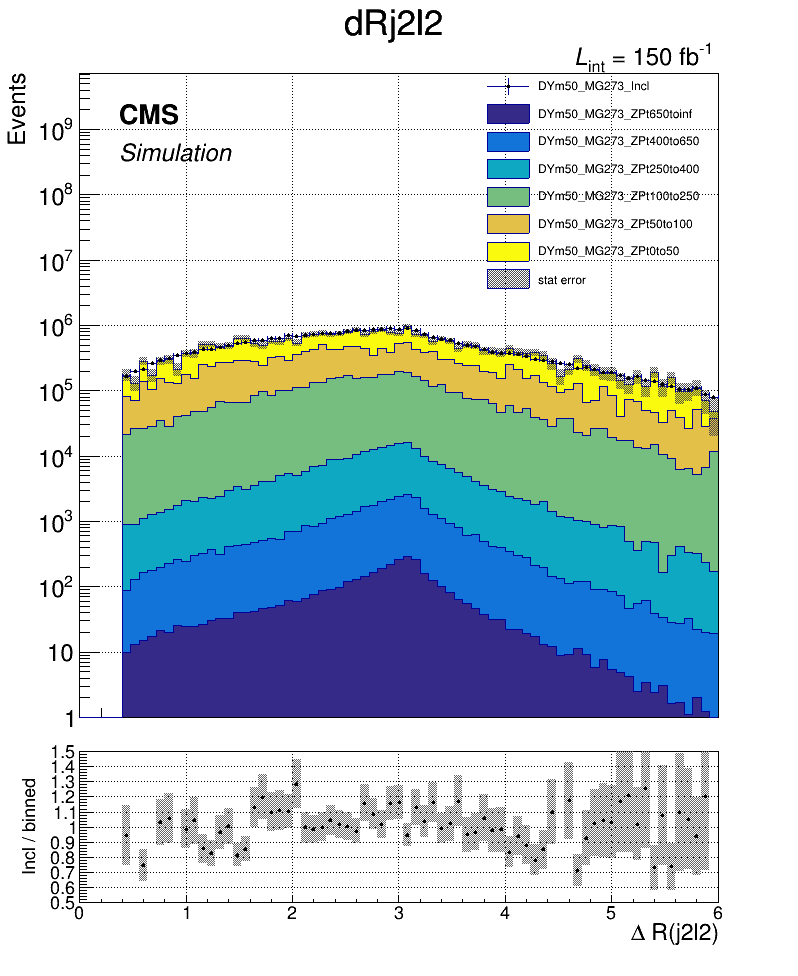 dRj2l2
L_int = 150 fb^-1
Events
CMS
Simulation
DYm50_MG273_Incl
DYm50_MG273_ZPt650toinf
DYm50_MG273_ZPt400to650
DYm50_MG273_ZPt250to400
DYm50_MG273_ZPt100to250
DYm50_MG273_ZPt50to100
DYm50_MG273_ZPt0to50
stat error
10^9
10^8
10^7
10^6
10^5
10^4
10^3
10^2
10
1
Incl / binned
1.5
1.4
1.3
1.2
1.1
1
0.9
0.8
0.7
0.6
0.5
0 1 2 3 4 5 6
Δ R(j2l2)